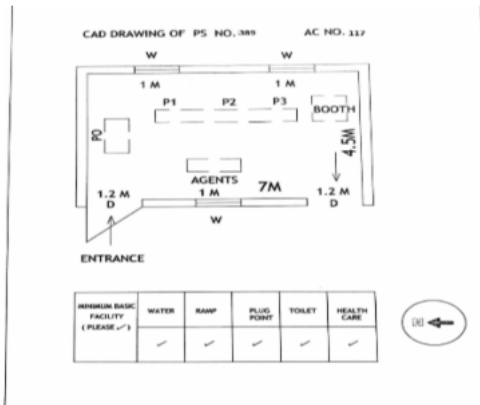 CAD DRAWING OF PS NO. 389 AC NO. 117
W W
1 M 1 M
P1 P2 P3
BOOTH
PO
4.5M
AGENTS
1.2 M 1 M 7M 1.2 M
D D
W
ENTRANCE
MINIMUM BASIC FACILITY ( PLEASE ✓ ) WATER RAMP PLUG POINT TOILET HEALTH CARE
✓ ✓ ✓ ✓ ✓